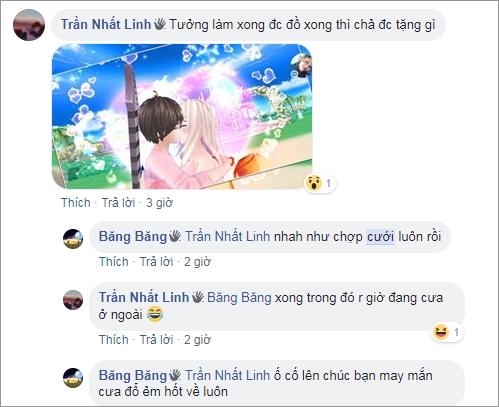 Trần Nhất Linh Tưởng làm xong đc đồ xong thì chả đc tặng gì
1
Thích · Trả lời · 3 giờ
Băng Băng Trần Nhất Linh nhah như chợp cưới luôn rồi
Thích · Trả lời · 2 giờ
Trần Nhất Linh Băng Băng xong trong đó r giờ đang cưa
ở ngoài 😂
1
Thích · Trả lời · 2 giờ
Băng Băng Trần Nhất Linh ố cố lên chúc bạn may mắn
cưa đổ ẻm hốt về luôn